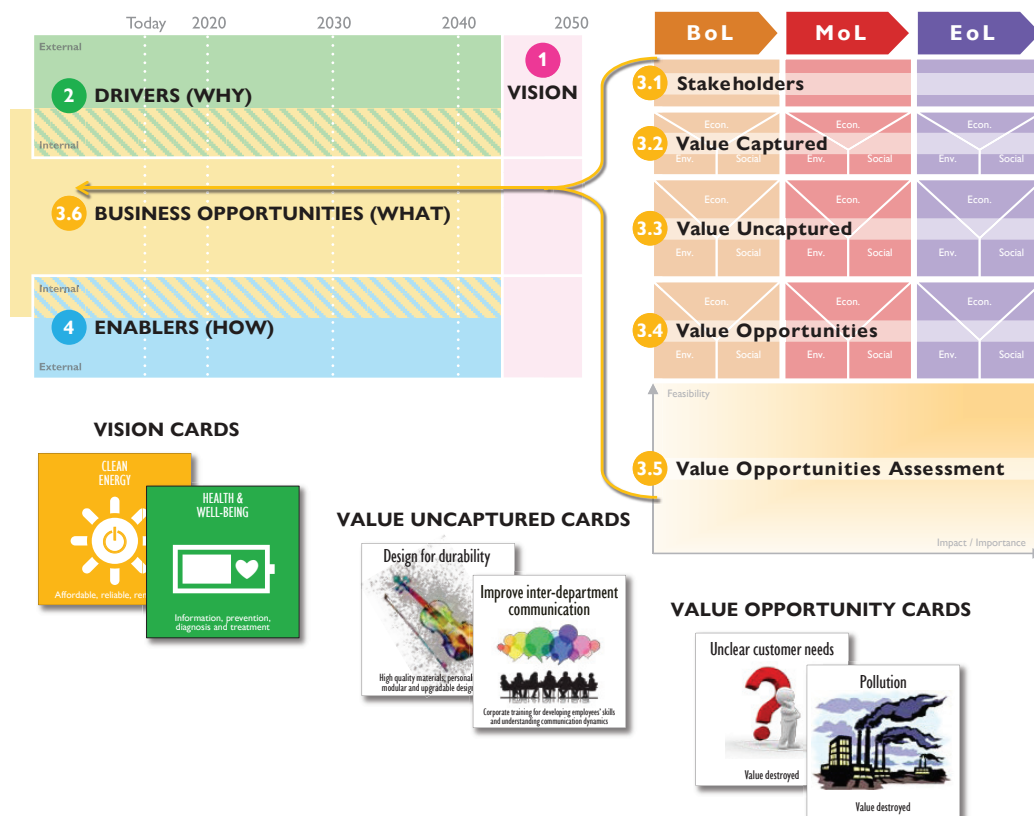 Today 2020 2030 2040 2050
External
1
VISION
2 DRIVERS (WHY)
Internal
3.6 BUSINESS OPPORTUNITIES (WHAT)
Internal
4 ENABLERS (HOW)
External
BoL MoL EoL
3.1 Stakeholders
Econ. Econ. Econ.
3.2 Value Captured
Env. Social Env. Social Env. Social
Econ. Econ. Econ.
3.3 Value Uncaptured
Env. Social Env. Social Env. Social
Econ. Econ. Econ.
3.4 Value Opportunities
Env. Social Env. Social Env. Social
Feasibility
3.5 Value Opportunities Assessment
Impact / Importance
VISION CARDS
CLEAN
ENERGY
Affordable, reliable,
HEALTH &
WELL-BEING
Information, prevention,
diagnosis and treatment
VALUE UNCAPTURED CARDS
Design for durability
High quality materials,
modular and upgradable
Improve inter-department
communication
Corporate training for developing employees' skills
and understanding communication dynamics
VALUE OPPORTUNITY CARDS
Unclear customer needs
Value destroyed
Pollution
Value destroyed